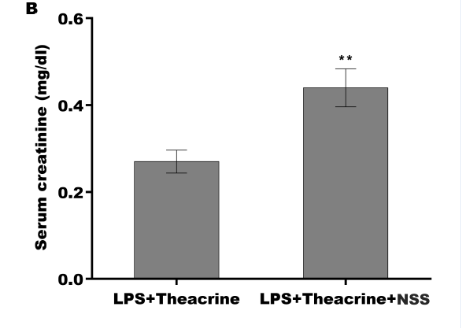 B
0.6
0.4
0.2
0.0
Serum creatinine (mg/dl)
**
LPS+Theacrine
LPS+Theacrine+NSS